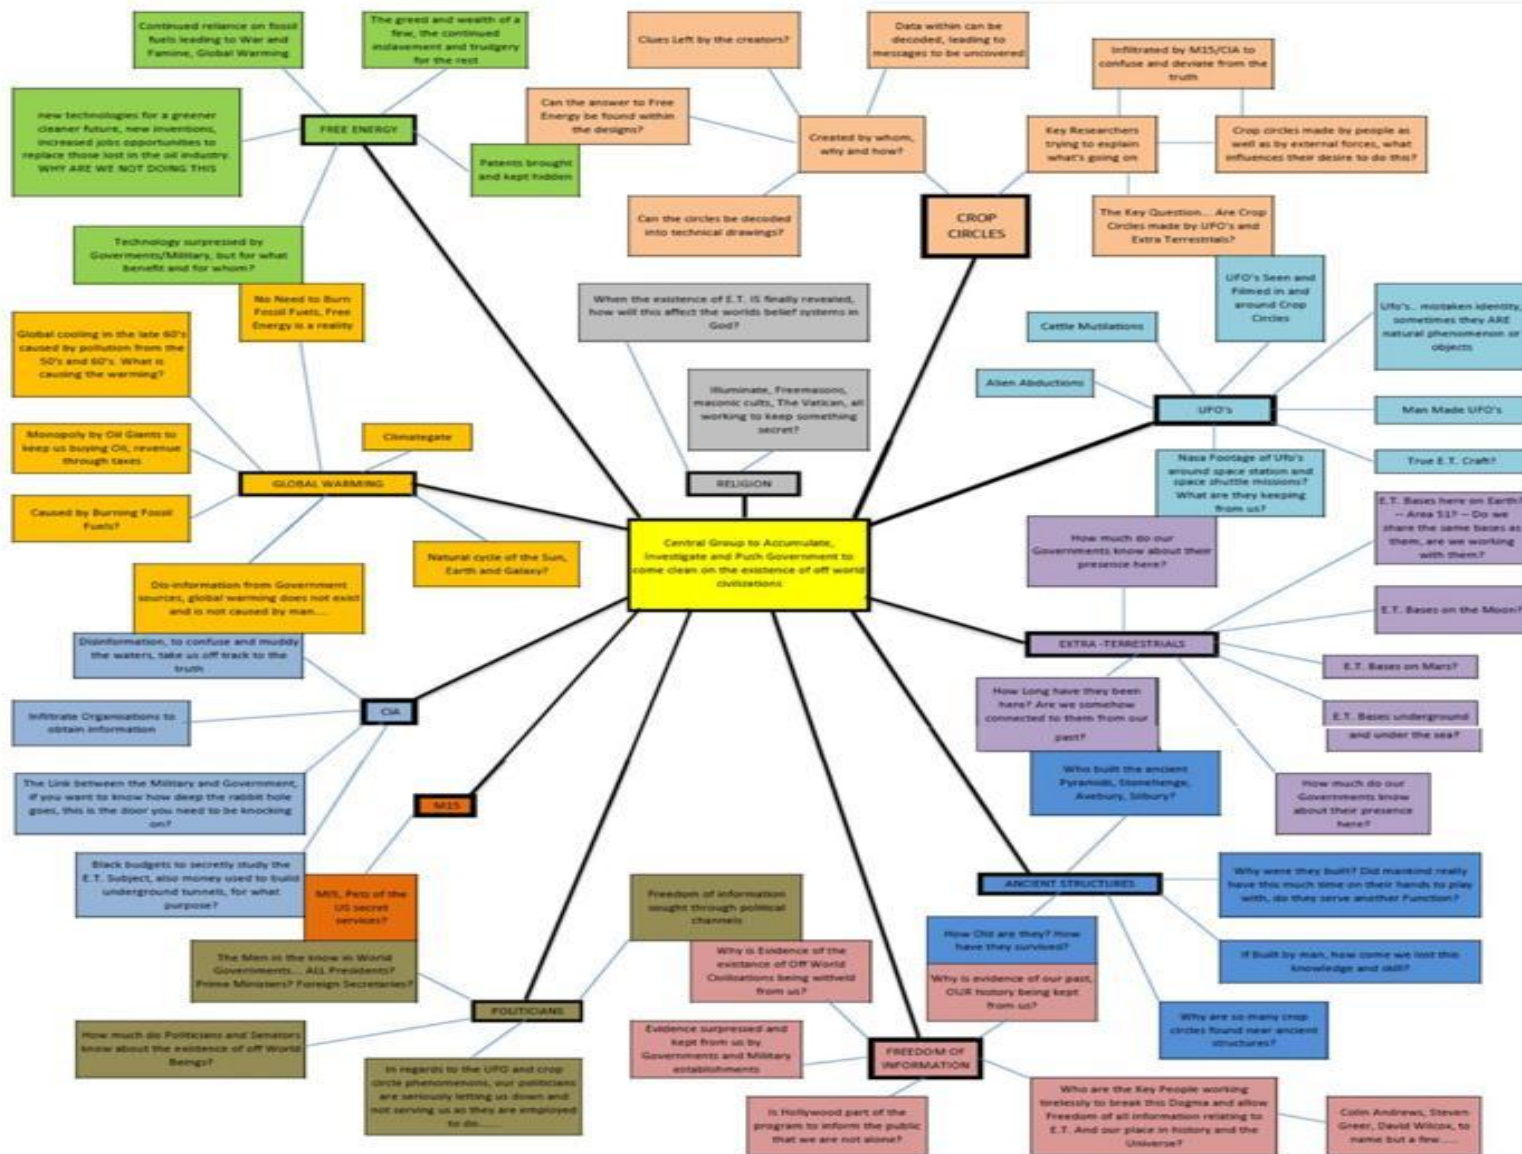 Continued reliance on fossil
fuels leading to War and
Famine, Global Warming
The greed and wealth of a
few, the continued
inslavement and trudgery
for the rest
new technologies for a greener
cleaner future, new inventions,
increased jobs opportunities to
replace those lost in the oil industry.
WHY ARE WE NOT DOING THIS
FREE ENERGY
Patents brought
and kept hidden
Technology surpressed by
Goverments/Military, but for what
benefit and for whom?
Clues Left by the creators?
Data within can be
decoded, leading to
messages to be uncovered
Can the answer to Free
Energy be found within
the designs?
Created by whom,
why and how?
Can the circles be decoded
into technical drawings?
Infiltrated by M15/CIA to
confuse and deviate from the
truth
Key Researchers
trying to explain
what's going on
Crop circles made by people as
well as by external forces, what
influences their desire to do this?
CROP
CIRCLES
The Key Question... Are Crop
Circles made by UFO's and
Extra Terrestrials?
No Need to Burn
Fossil Fuels, Free
Energy is a reality
Global cooling in the late 60's
caused by pollution from the
50's and 60's. What is
causing the warming?
Monopoly by Oil Giants to
keep us buying Oil, revenue
through taxes
Climategate
GLOBAL WARMING
Caused by Burning Fossil
Fuels?
Natural cycle of the Sun,
Earth and Galaxy?
Dis-information from Government
sources, global warming does not exist
and is not caused by man....
When the existence of E.T. IS finally revealed,
how will this affect the worlds belief systems in
God?
Illuminate, Freemasons,
masonic cults, The Vatican, all
working to keep something
secret?
RELIGION
Central Group to Accumulate,
Investigate and Push Government to
come clean on the existence of off world
civilizations
UFO's Seen and
Filmed in and
around Crop
Circles
Cattle Mutilations
Ufo's.. mistaken identity,
sometimes they ARE
natural phenomenon or
objects
Alien Abductions
UFO's
Man Made UFO's
True E.T. Craft?
Nasa Footage of Ufo's
around space station and
space shuttle missions?
What are they keeping
from us?
E.T. Bases here on Earth?
-- Area 51? -- Do we
share the same bases as
them, are we working
with them?
How much do our
Governments know about their
presence here?
E.T. Bases on the Moon?
EXTRA -TERRESTRIALS
E.T. Bases on Mars?
E.T. Bases underground
and under the sea?
How Long have they been
here? Are we somehow
connected to them from our
past?
How much do our
Governments know
about their presence
here?
Disinformation, to confuse and muddy
the waters, take us off track to the
truth
CIA
Infiltrate Organisations to
obtain information
The Link between the Military and Government,
if you want to know how deep the rabbit hole
goes, this is the door you need to be knocking
on?
Black budgets to secretly study the
E.T. Subject, also money used to build
underground tunnels, for what
purpose?
M15
MI5, Pets of the
US secret
services?
The Men in the know in World
Governments... ALL Presidents?
Prime Ministers? Foreign Secretaries?
Freedom of information
sought through political
channels
POLITICIANS
How much do Politicians and Senators
know about the existence of off World
Beings?
In regards to the UFO and crop
circle phenomenons, our politicians
are seriously letting us down and
not serving us as they are employed
to do......
Who built the ancient
Pyramids, Stonehenge,
Avebury, Silbury?
ANCIENT STRUCTURES
Why were they built? Did mankind really
have this much time on their hands to play
with, do they serve another Function?
How Old are they? How
have they survived?
If Built by man, how come we lost this
knowledge and skill?
Why are so many crop
circles found near ancient
structures?
Why is Evidence of the
existance of Off World
Civilisations being witheld
from us?
Why is evidence of our past,
OUR history being kept
from us?
Evidence surpressed and
kept from us by
Governments and Military
establishments
FREEDOM OF
INFORMATION
Is Hollywood part of the
program to inform the public
that we are not alone?
Who are the Key People working
tirelessly to break this Dogma and allow
Freedom of all information relating to
E.T. And our place in history and the
Universe?
Colin Andrews, Steven
Greer, David Wilcox, to
name but a few.....